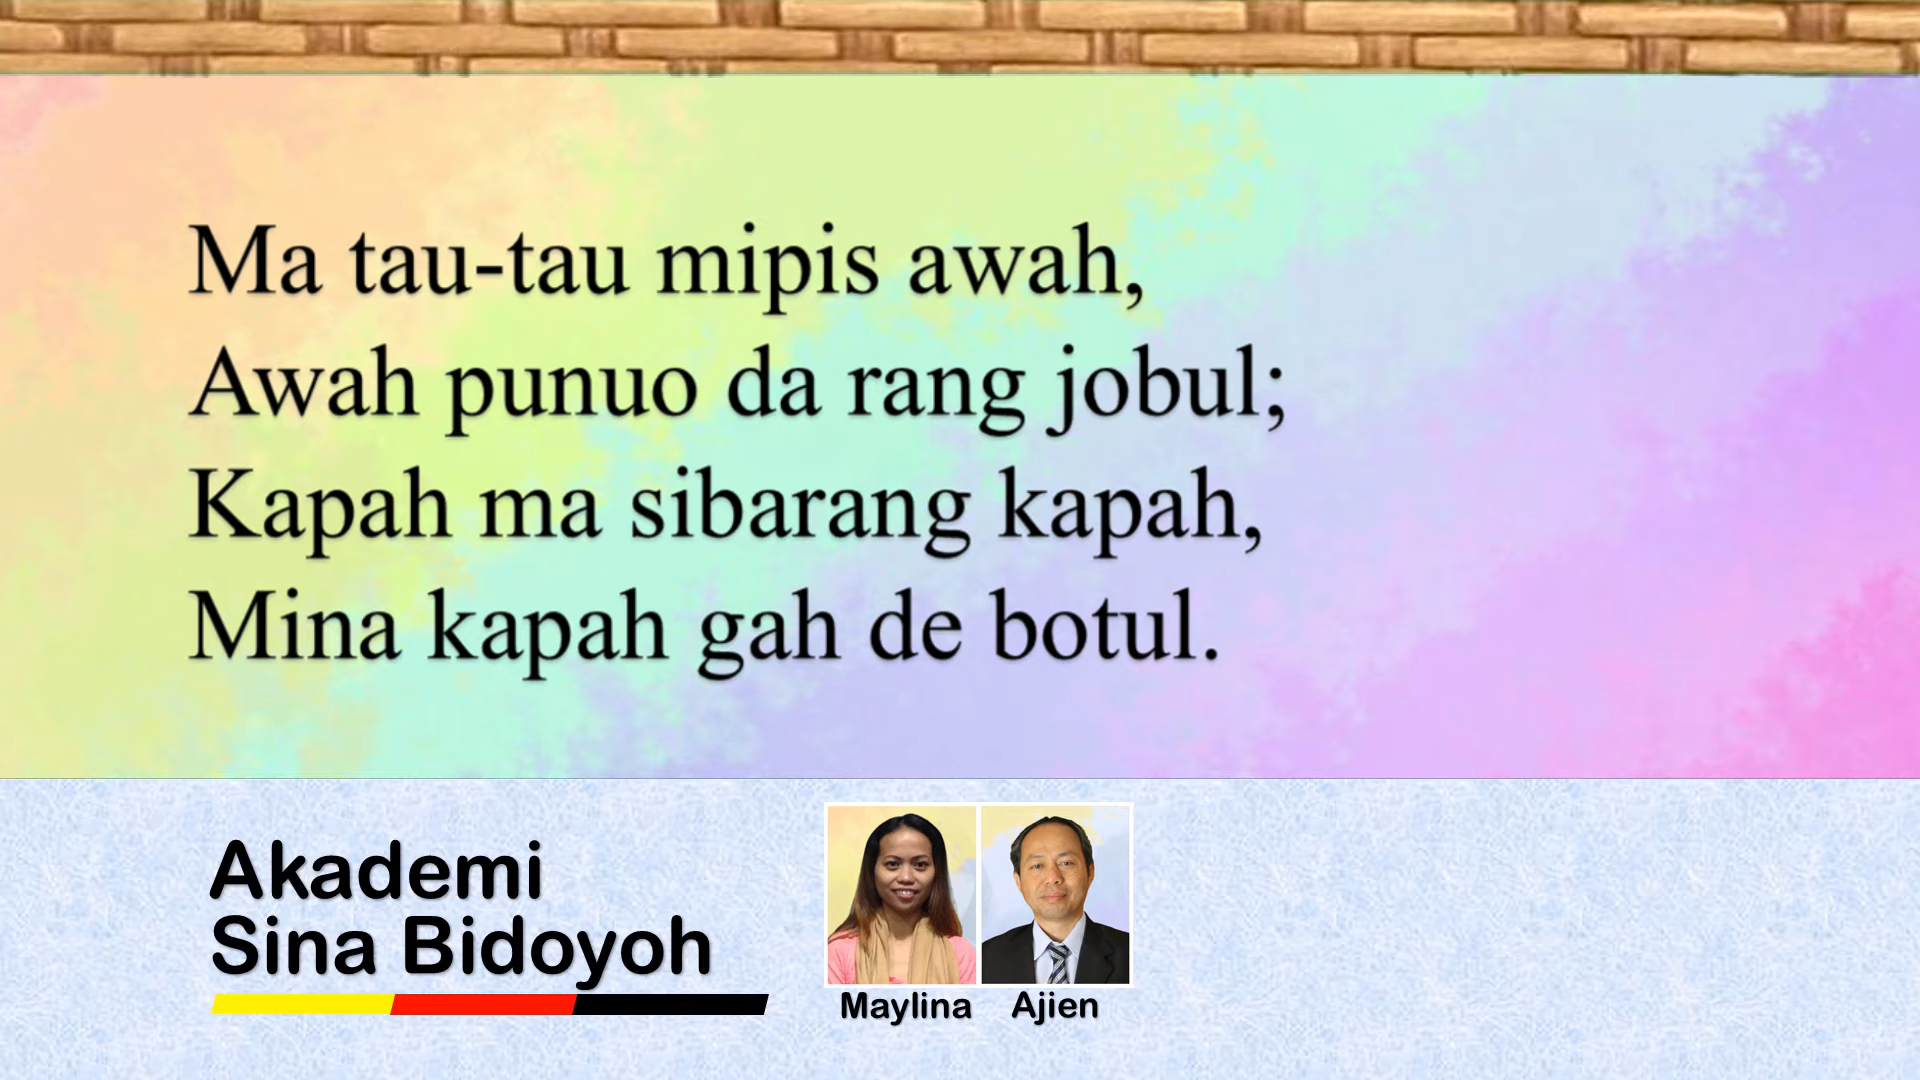 Ma tau-tau mipis awah,
Awah punuo da rang jobul;
Kapah ma sibarang kapah,
Mina kapah gah de botul.
Akademi
Sina Bidoyoh
Maylina Ajien